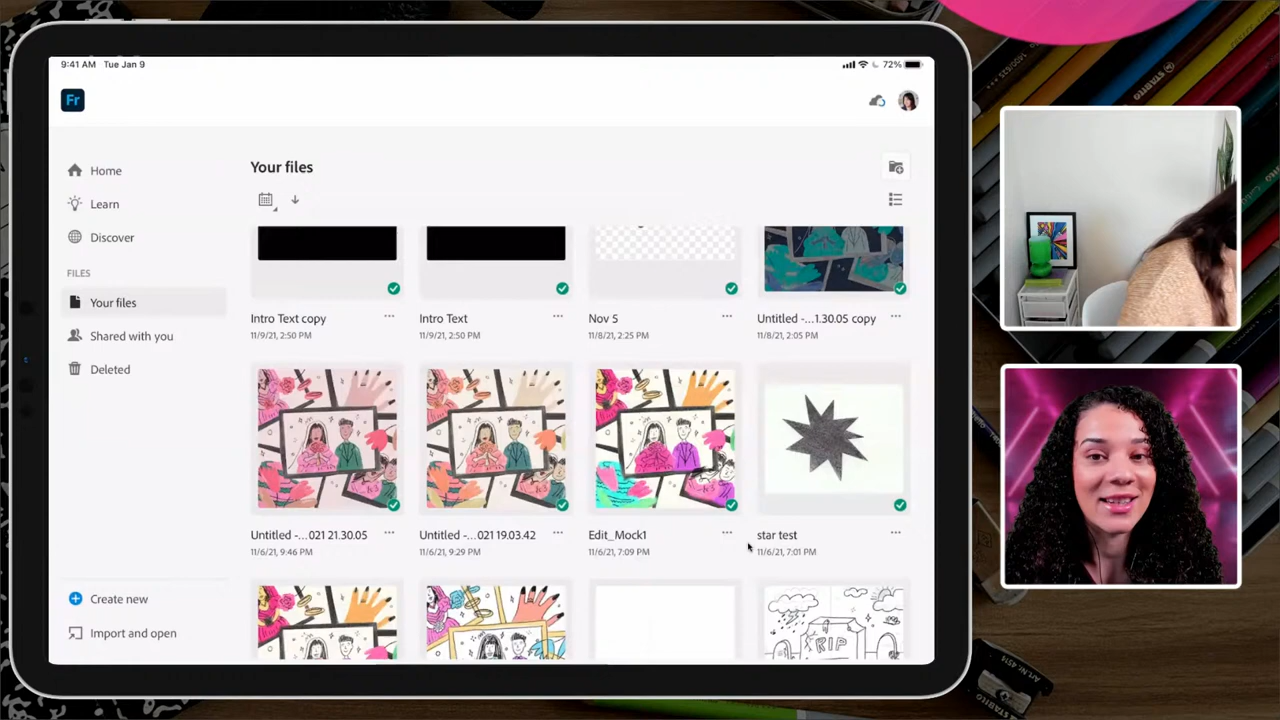 9:41 AM Tue Jan 9
72%
Fr
Home
Learn
Discover
FILES
Your files
Shared with you
Deleted
Create new
Import and open
Your files
Intro Text copy
11/9/21, 2:50 PM
Intro Text
11/9/21, 2:50 PM
Nov 5
11/8/21, 2:25 PM
Untitled -...1.30.05 copy
11/8/21, 2:05 PM
Untitled -...021 21.30.05
11/6/21, 9:46 PM
Untitled -...021 19.03.42
11/6/21, 9:29 PM
Edit_Mock1
11/6/21, 7:09 PM
star test
11/6/21, 7:01 PM
RIP
STABILO
Art.Nr. 4514